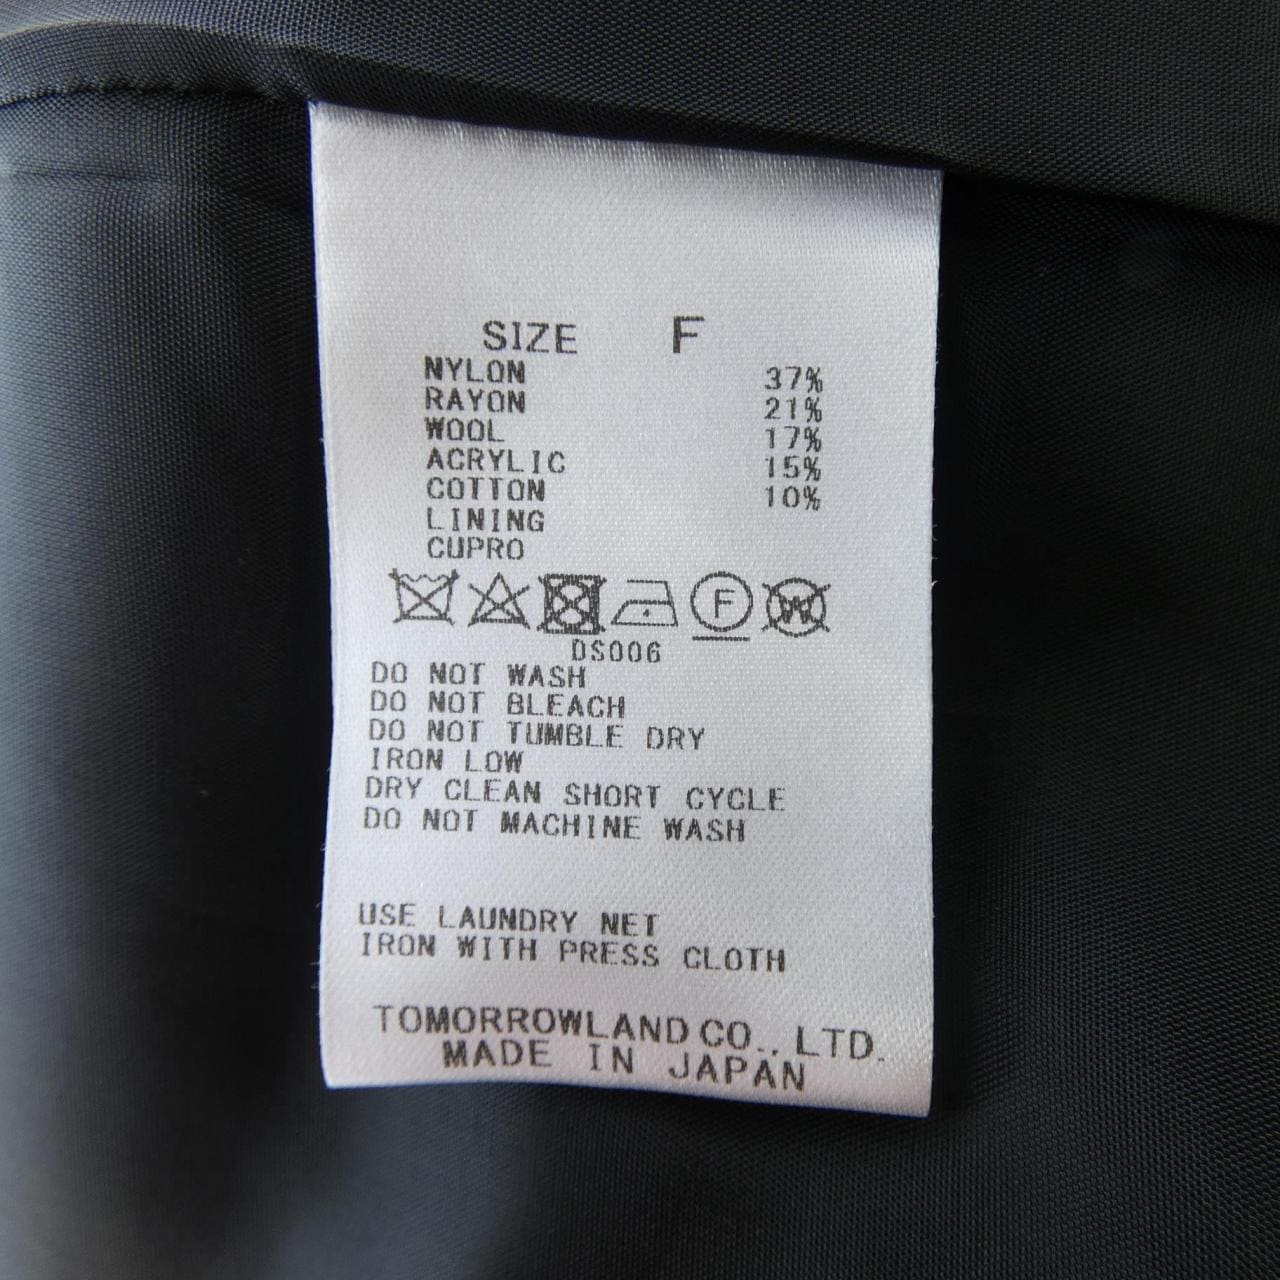 SIZE F
NYLON 37%
RAYON 21%
WOOL 17%
ACRYLIC 15%
COTTON 10%
LINING
CUPRO
F W
DS006
DO NOT WASH
DO NOT BLEACH
DO NOT TUMBLE DRY
IRON LOW
DRY CLEAN SHORT CYCLE
DO NOT MACHINE WASH
USE LAUNDRY NET
IRON WITH PRESS CLOTH
TOMORROWLAND CO., LTD.
MADE IN JAPAN